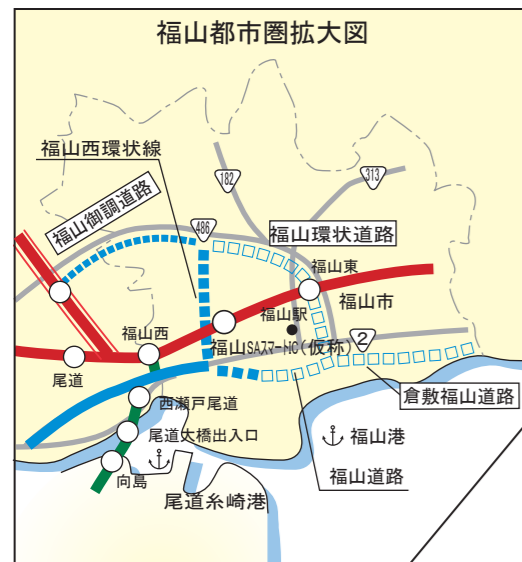 福山都市圏拡大図
福山西環状線
182
313
福山御調道路
486
福山環状道路
福山東
福山市
福山駅
福山西
福山SAスマートIC(仮称)
2
尾道
倉敷福山道路
西瀬戸尾道
尾道大橋出入口
福山港
福山道路
向島
尾道糸崎港